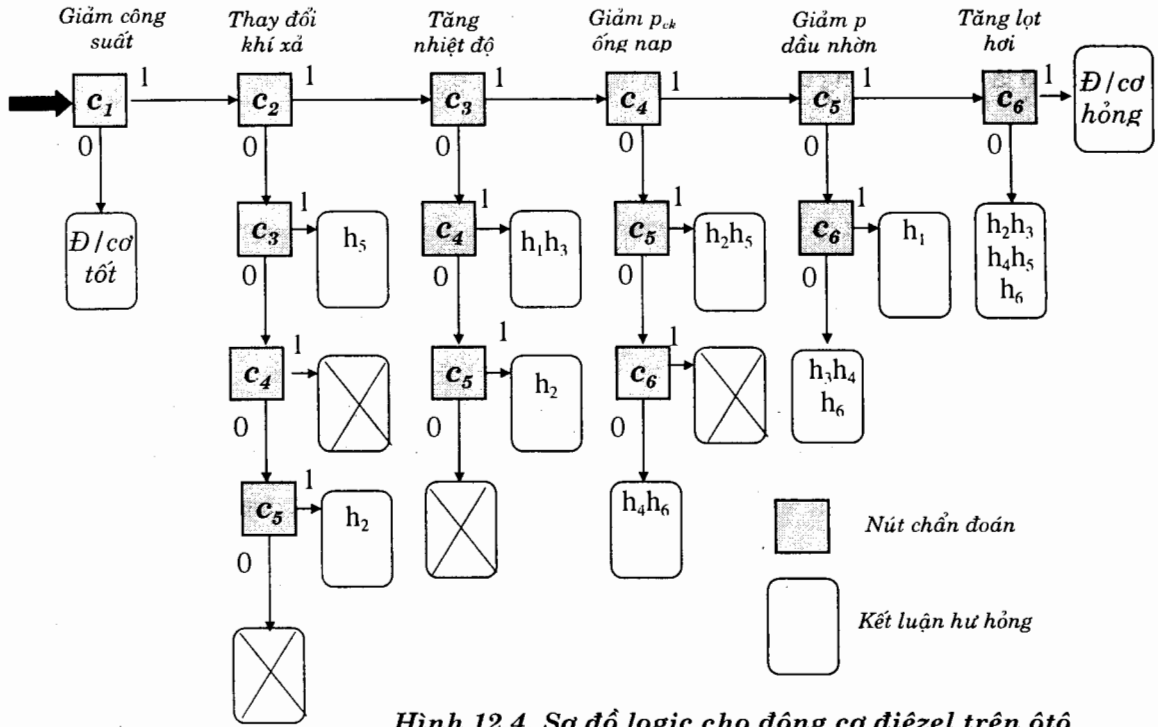 Giảm công suất
Thay đổi khí xả
Tăng nhiệt độ
Giảm p_ck ống nạp
Giảm p dầu nhờn
Tăng lọt hơi
c₁ 1 c₂ 1 c₃ 1 c₄ 1 c₅ 1 c₆ 1 Đ/cơ hỏng
0 0 0 0 0 0
Đ/cơ tốt
c₃ 1 h₅
c₄ 1 h₁h₃
c₅ 1 h₂h₅
c₆ 1 h₁
h₂h₃
h₄h₅
h₆
0 0 0 0
c₄ 1
c₅ 1 h₂
c₆ 1
h₃h₄
h₆
0 0 0
c₅ 1 h₂
h₄h₆
0
Nút chẩn đoán
Kết luận hư hỏng
Hình 12.4. Sơ đồ logic cho động cơ điêzel trên ôtô